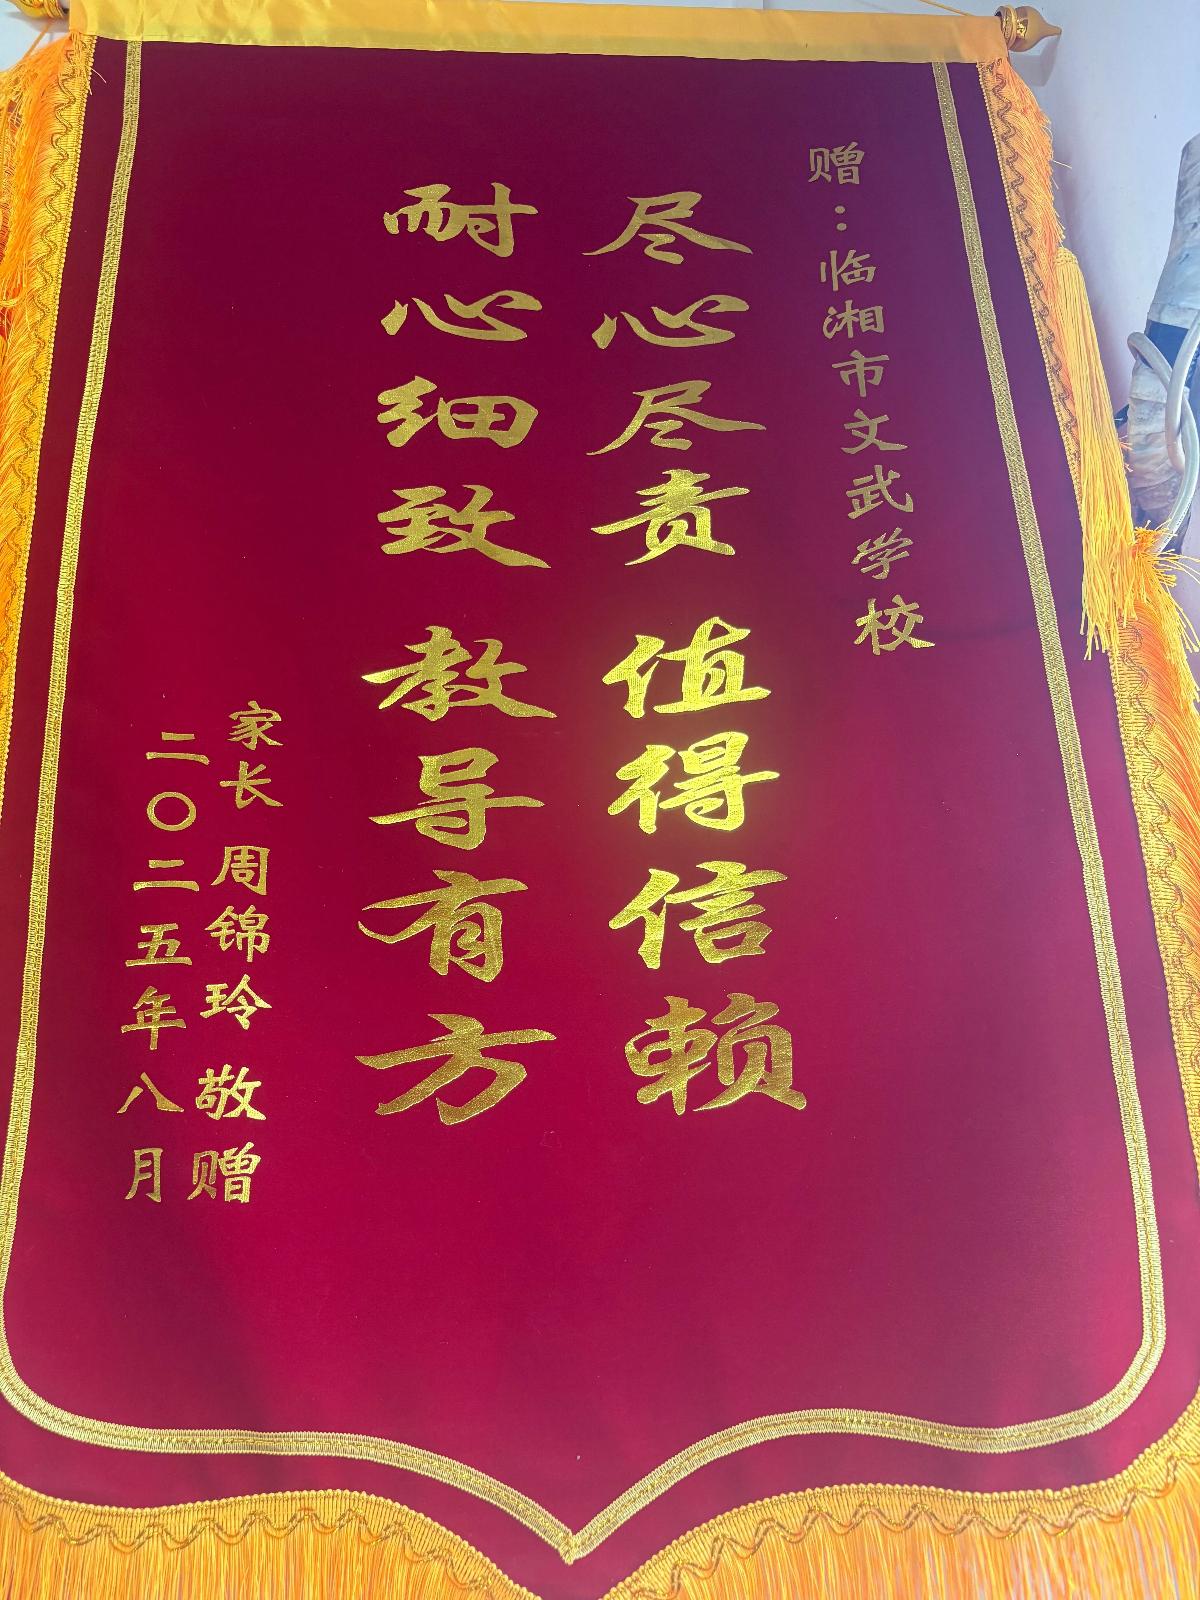 赠：临湘市文武学校
尽心尽责 值得信赖
耐心细致 教导有方
家长 周锦玲 敬赠
二〇二五年八月